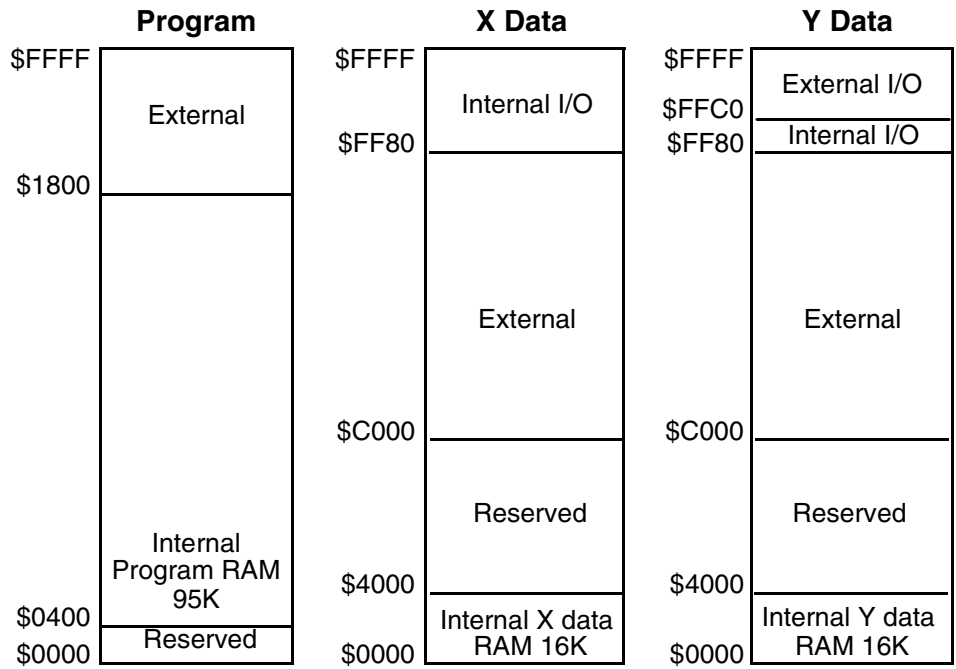 Program
$FFFF
External
$1800
Internal
Program RAM
95K
$0400
Reserved
$0000
X Data
$FFFF
Internal I/O
$FF80
External
$C000
Reserved
$4000
Internal X data
RAM 16K
$0000
Y Data
$FFFF
External I/O
$FFC0
Internal I/O
$FF80
External
$C000
Reserved
$4000
Internal Y data
RAM 16K
$0000